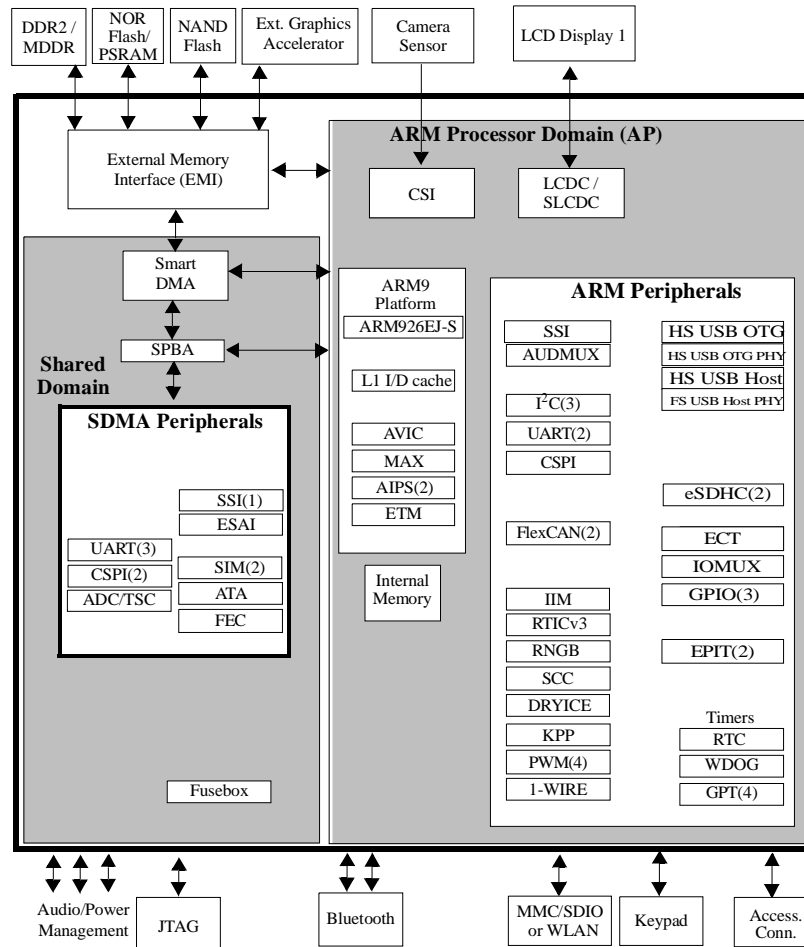 DDR2 /
MDDR
NOR
Flash/
PSRAM
NAND
Flash
Ext. Graphics
Accelerator
Camera
Sensor
LCD Display 1
External Memory
Interface (EMI)
ARM Processor Domain (AP)
CSI
LCDC /
SLCDC
Smart
DMA
SPBA
Shared
Domain
SDMA Peripherals
SSI(1)
ESAI
UART(3)
CSPI(2)
ADC/TSC
SIM(2)
ATA
FEC
Fusebox
ARM9
Platform
ARM926EJ-S
L1 I/D cache
AVIC
MAX
AIPS(2)
ETM
Internal
Memory
ARM Peripherals
SSI
AUDMUX
I²C(3)
UART(2)
CSPI
FlexCAN(2)
IIM
RTICv3
RNGB
SCC
DRYICE
KPP
PWM(4)
1-WIRE
HS USB OTG
HS USB OTG PHY
HS USB Host
FS USB Host PHY
eSDHC(2)
ECT
IOMUX
GPIO(3)
EPIT(2)
Timers
RTC
WDOG
GPT(4)
Audio/Power
Management
JTAG
Bluetooth
MMC/SDIO
or WLAN
Keypad
Access.
Conn.